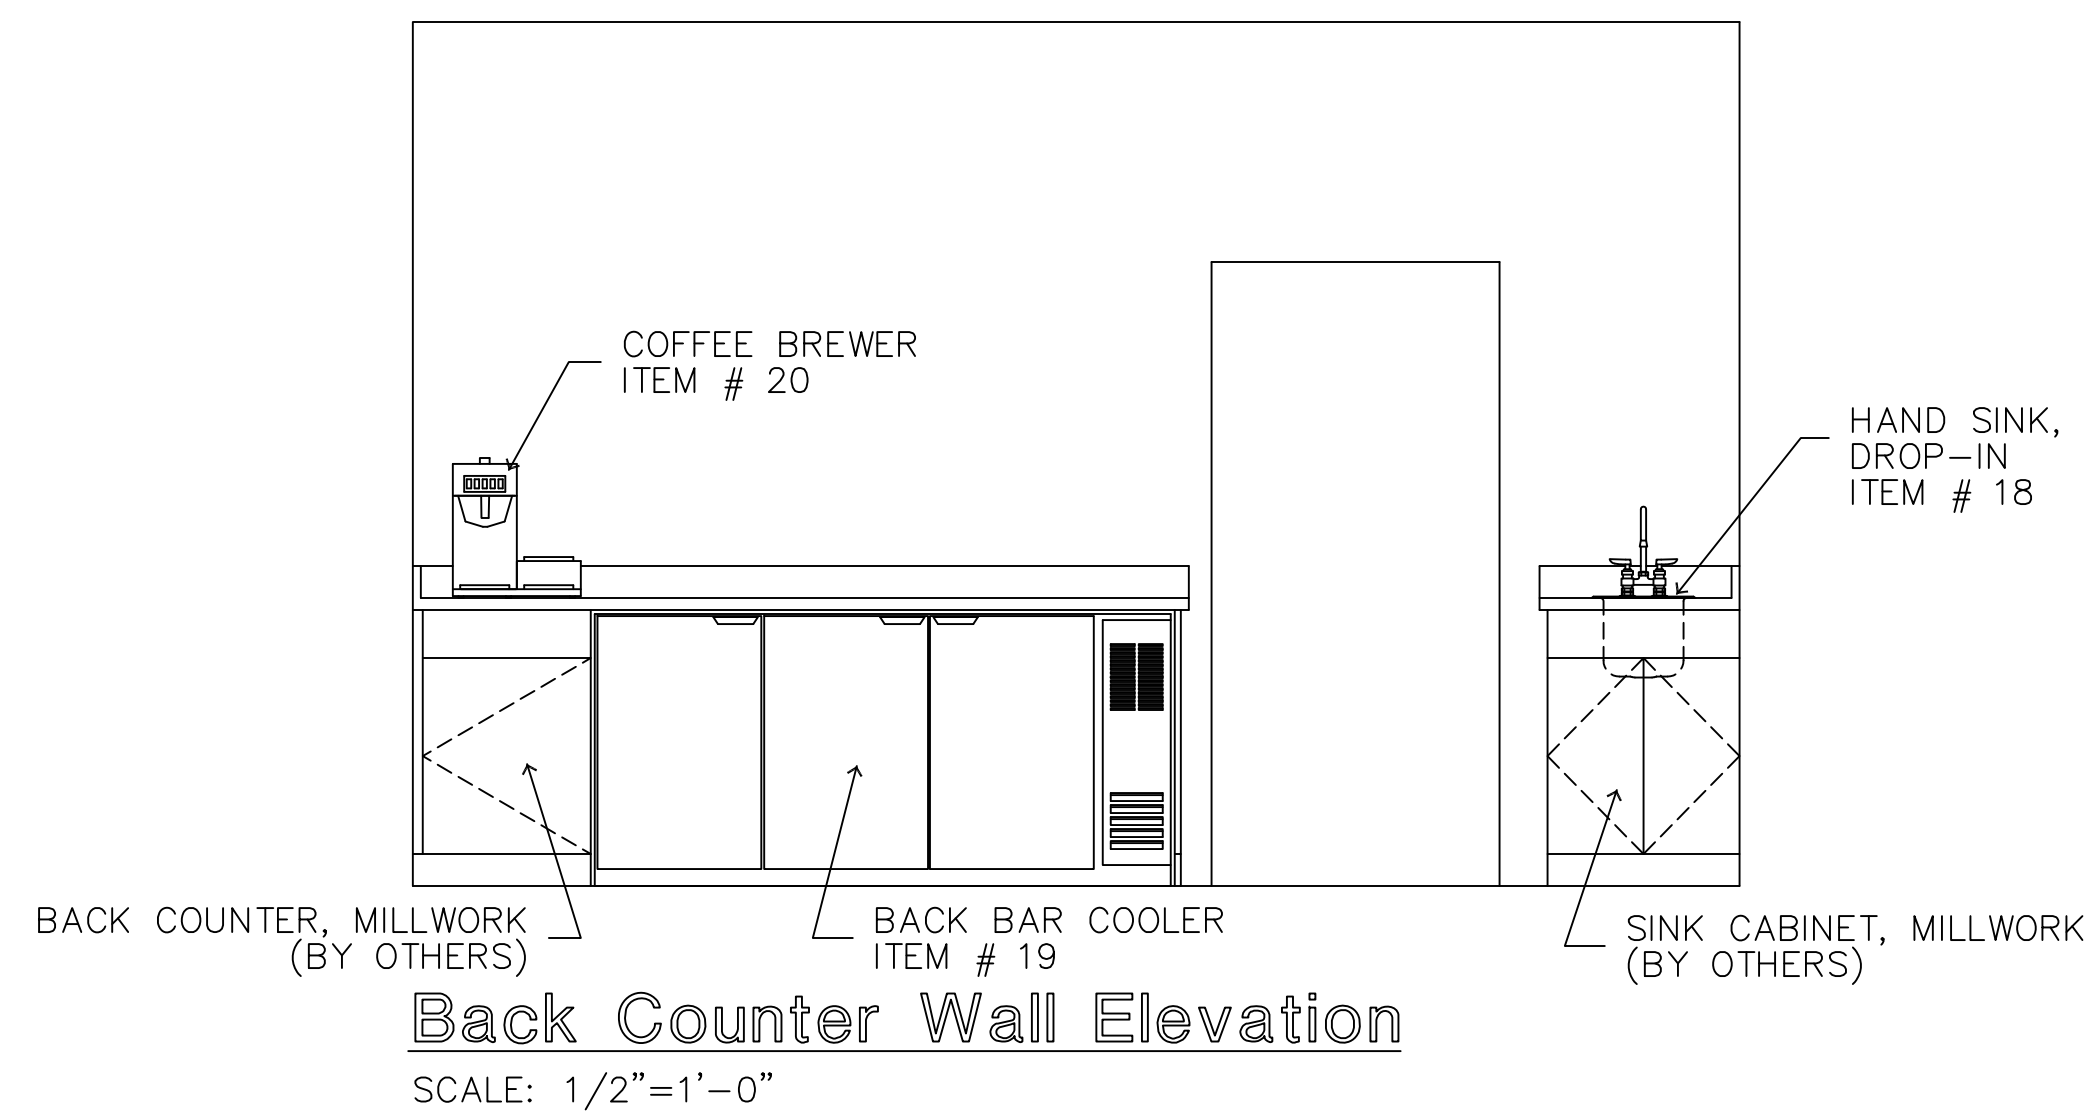 COFFEE BREWER
ITEM # 20
HAND SINK,
DROP-IN
ITEM # 18
BACK COUNTER, MILLWORK
(BY OTHERS)
BACK BAR COOLER
ITEM # 19
SINK CABINET, MILLWORK
(BY OTHERS)
Back Counter Wall Elevation
SCALE: 1/2"=1'-0"